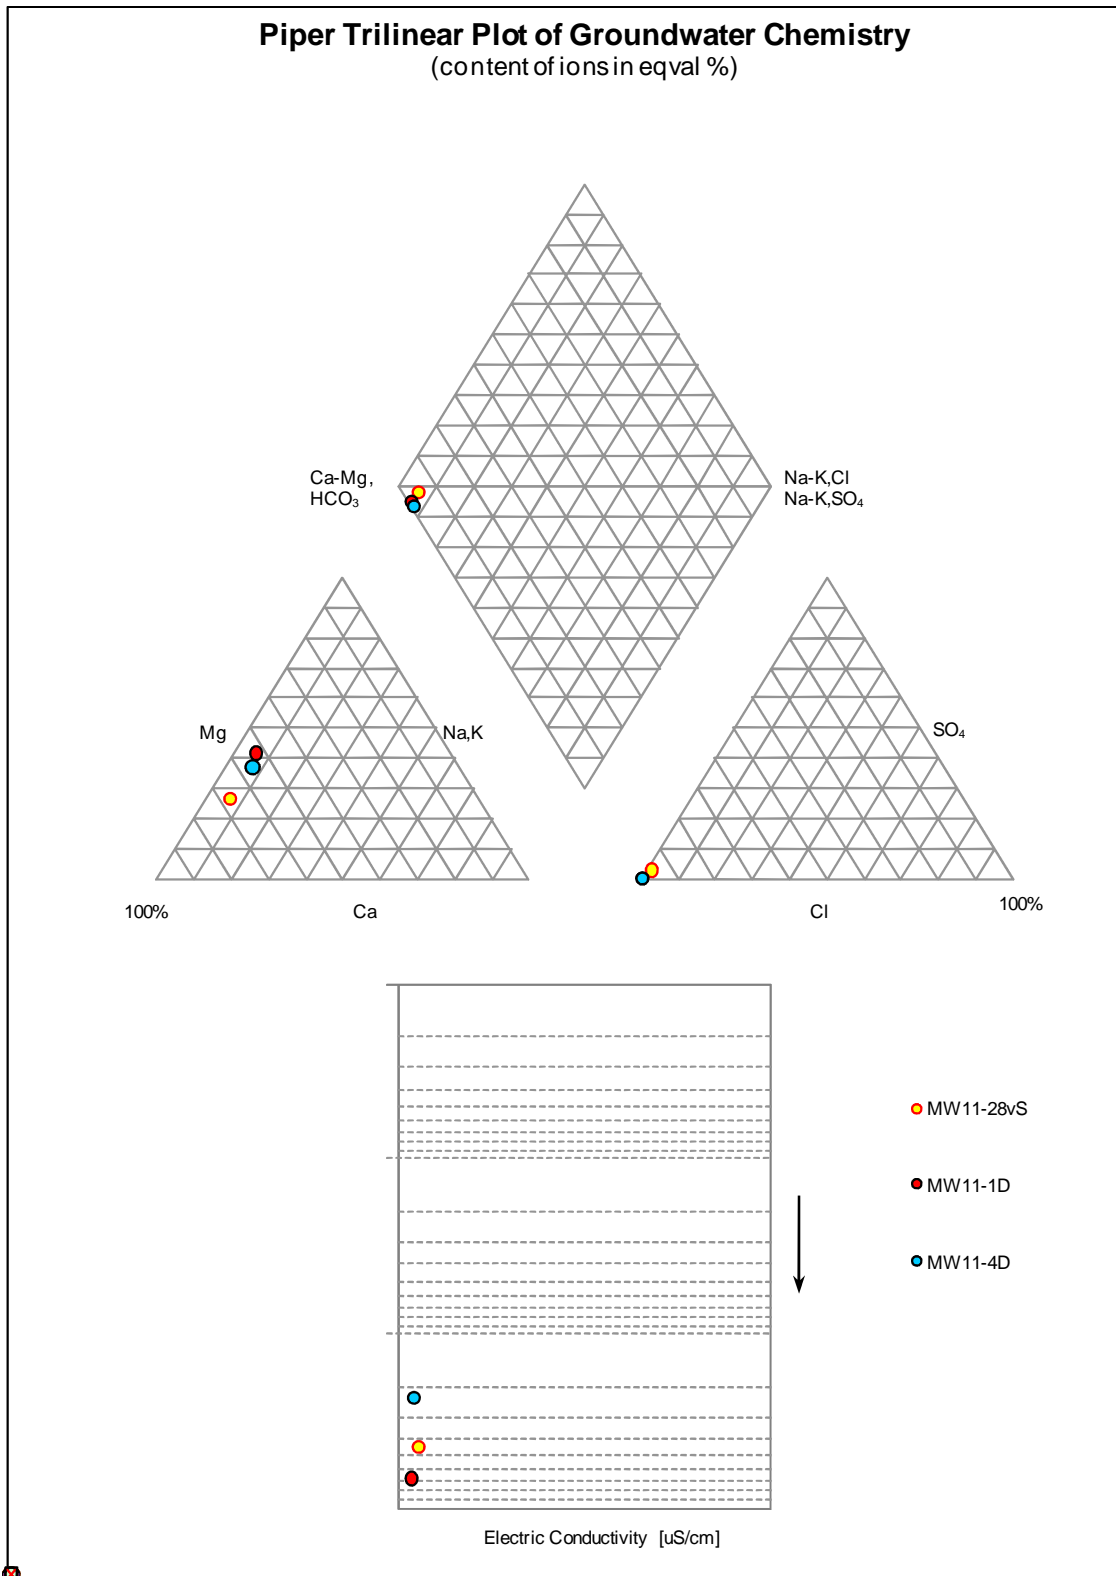 Piper Trilinear Plot of Groundwater Chemistry
(content of ions in eqval %)
Ca-Mg,
HCO₃
Na-K,Cl
Na-K,SO₄
Mg
Na,K
SO₄
100%
Ca
Cl
100%
MW11-28vS
MW11-1D
MW11-4D
Electric Conductivity [uS/cm]